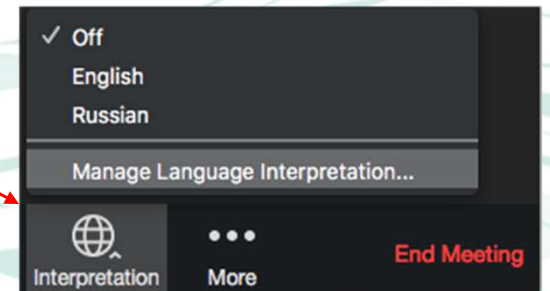 ✓ Off
English
Russian
Manage Language Interpretation...
Interpretation
More
End Meeting